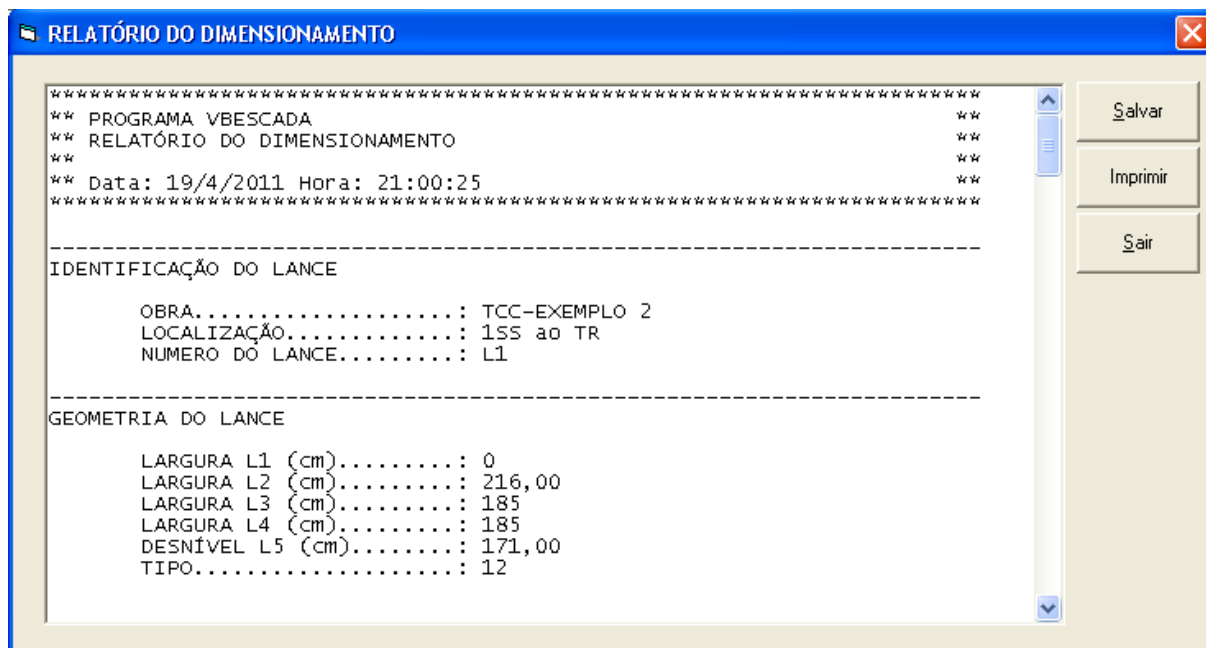 RELATÓRIO DO DIMENSIONAMENTO
***********************************************************************
** PROGRAMA VBESCADA **
** RELATÓRIO DO DIMENSIONAMENTO **
** **
** Data: 19/4/2011 Hora: 21:00:25 **
***********************************************************************
-----------------------------------------------------------------------
IDENTIFICAÇÃO DO LANCE
OBRA....................: TCC-EXEMPLO 2
LOCALIZAÇÃO.............: 1SS ao TR
NUMERO DO LANCE.........: L1
-----------------------------------------------------------------------
GEOMETRIA DO LANCE
LARGURA L1 (cm).........: 0
LARGURA L2 (cm).........: 216,00
LARGURA L3 (cm).........: 185
LARGURA L4 (cm).........: 185
DESNÍVEL L5 (cm)........: 171,00
TIPO....................: 12
Salvar
Imprimir
Sair